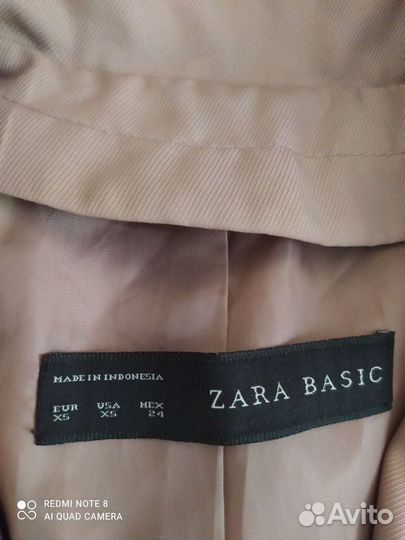 MADE IN INDONESIA
EUR USA MEX
XS XS 24
ZARA BASIC
REDMI NOTE 8
AI QUAD CAMERA
Avito